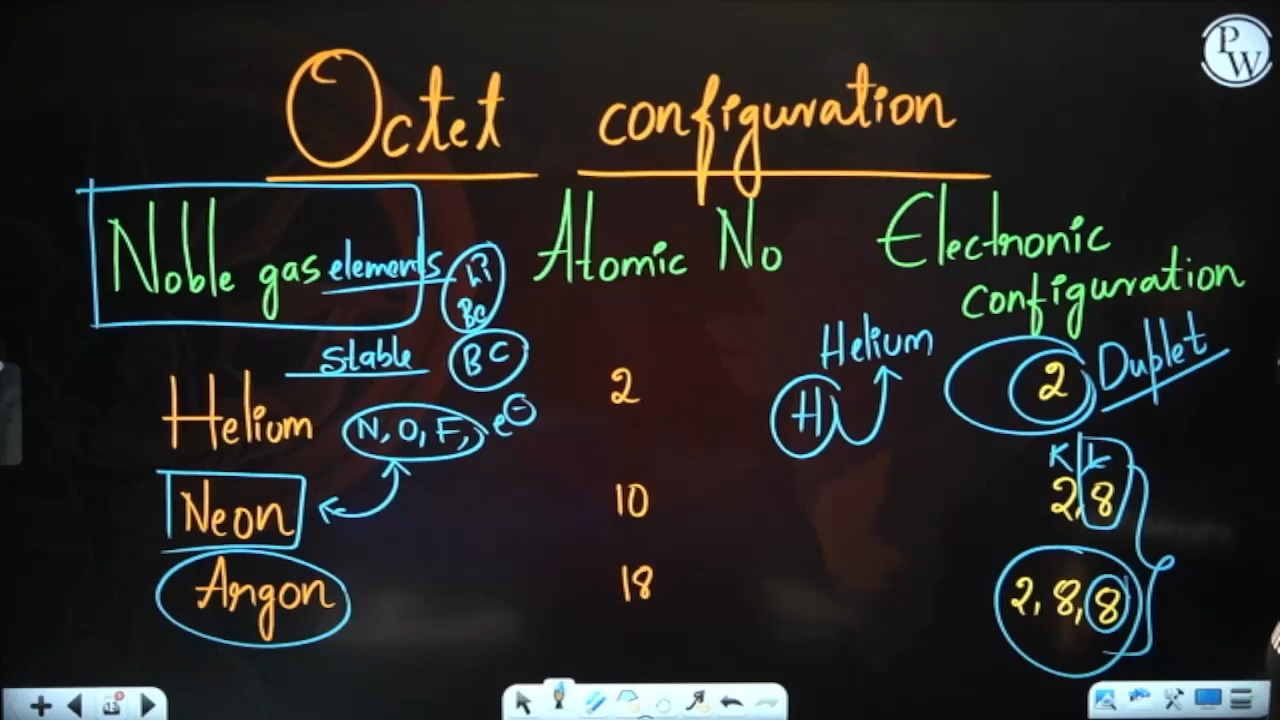 PW
Octet configuration
Noble gas elements Li Be Atomic No Electronic configuration
Stable B C
Helium 2 2 Duplet
N, O, F, e⊖
H Helium
K L
Neon 10 2, 8
Argon 18 2, 8, 8
13